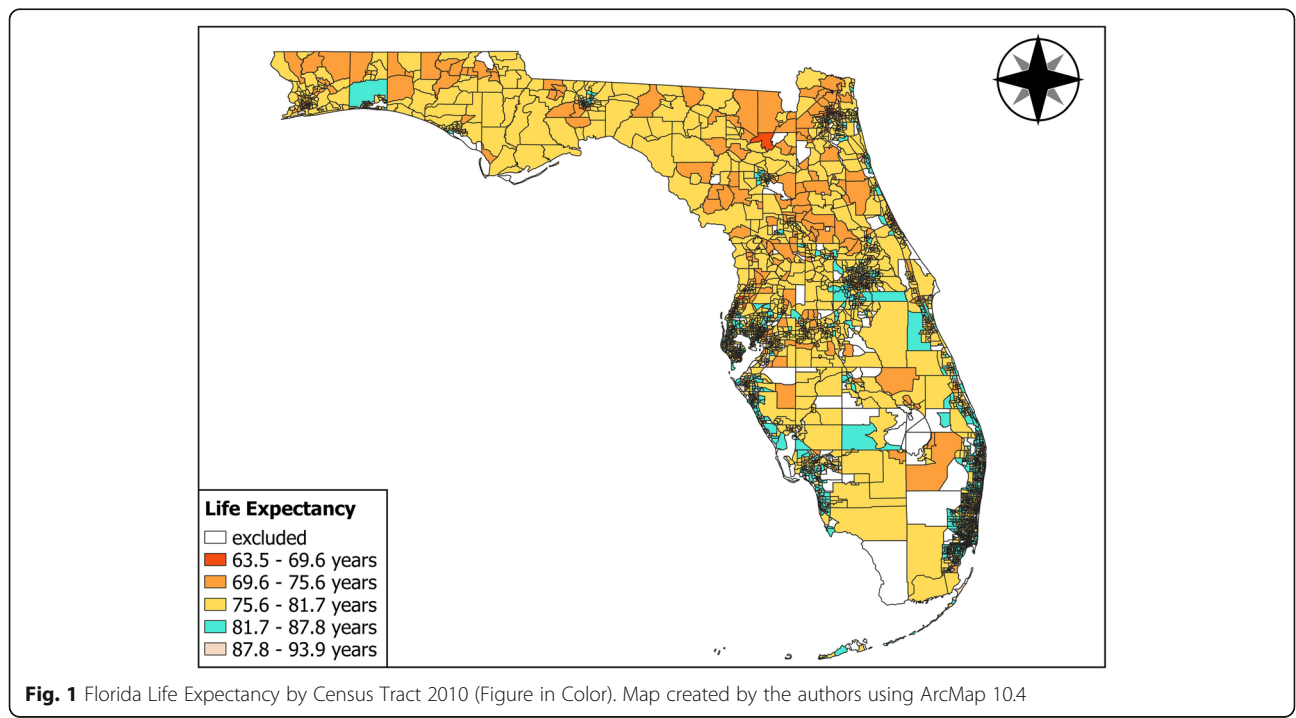 Life Expectancy
excluded
63.5 - 69.6 years
69.6 - 75.6 years
75.6 - 81.7 years
81.7 - 87.8 years
87.8 - 93.9 years
Fig. 1 Florida Life Expectancy by Census Tract 2010 (Figure in Color). Map created by the authors using ArcMap 10.4